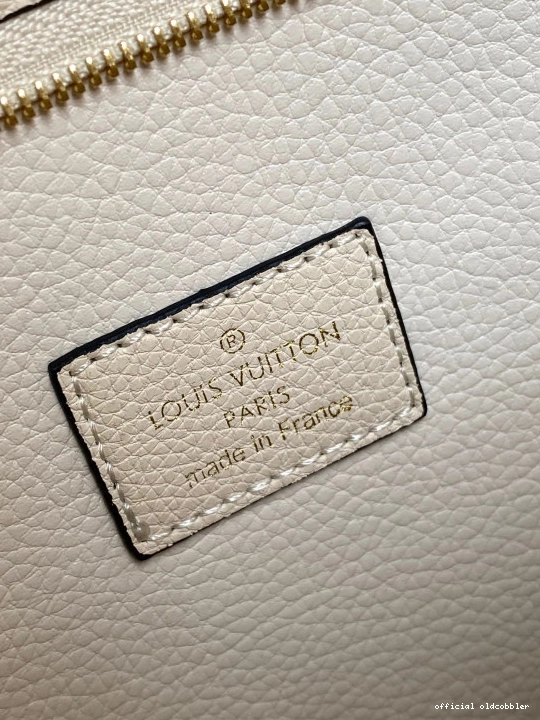 ®
LOUIS VUITTON
PARIS
made in France
official oldcobbler